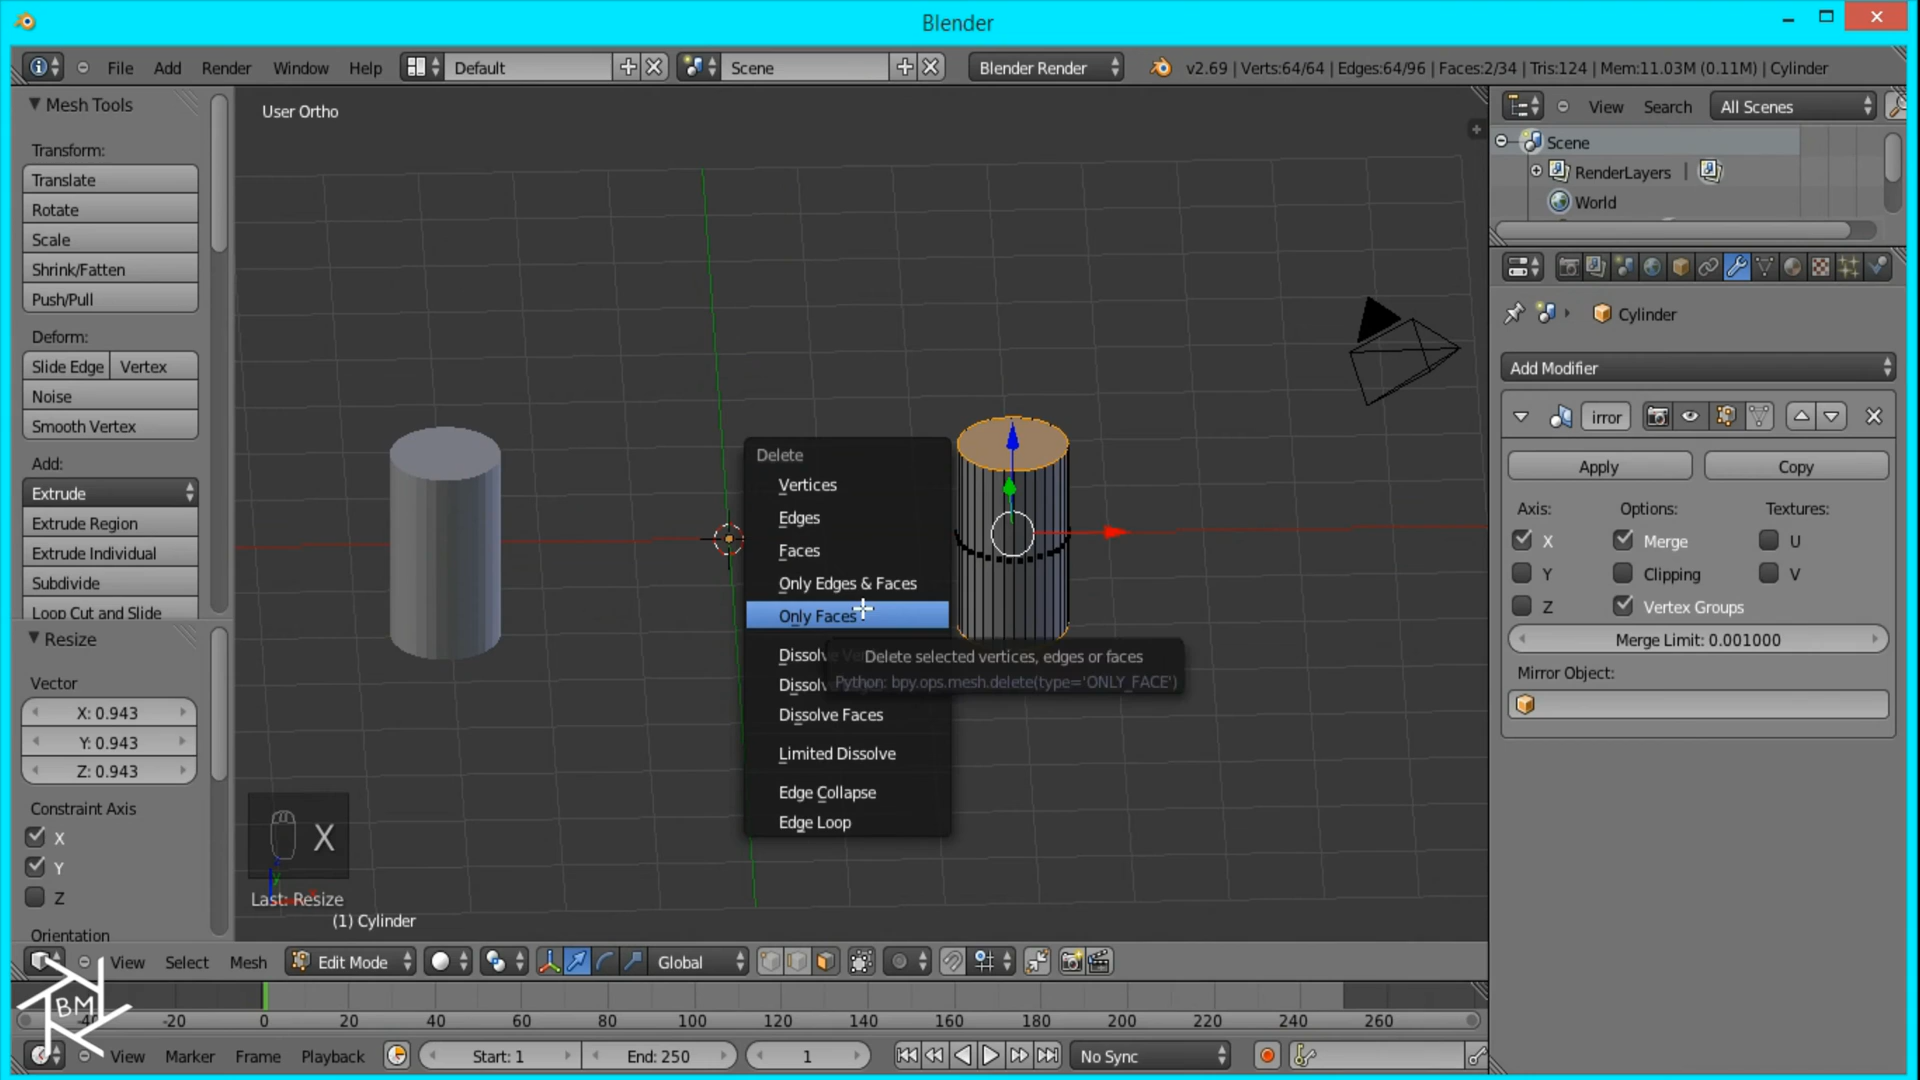 Blender
File Add Render Window Help Default Scene Blender Render v2.69 | Verts:64/64 | Edges:64/96 | Faces:2/34 | Tris:124 | Mem:11.03M (0.11M) | Cylinder
Mesh Tools
Transform:
Translate
Rotate
Scale
Shrink/Fatten
Push/Pull
Deform:
Slide Edge Vertex
Noise
Smooth Vertex
Add:
Extrude
Extrude Region
Extrude Individual
Subdivide
Loop Cut and Slide
Resize
Vector
X: 0.943
Y: 0.943
Z: 0.943
Constraint Axis
X
Y
Z
Orientation
User Ortho
Delete
Vertices
Edges
Faces
Only Edges & Faces
Only Faces
Delete selected vertices, edges or faces
Python: bpy.ops.mesh.delete(type='ONLY_FACE')
Dissolve Faces
Limited Dissolve
Edge Collapse
Edge Loop
X
Last: Resize
(1) Cylinder
View Search All Scenes
Scene
RenderLayers |
World
Cylinder
Add Modifier
irror
Apply Copy
Axis: Options: Textures:
X Merge U
Y Clipping V
Z Vertex Groups
Merge Limit: 0.001000
Mirror Object:
View Select Mesh Edit Mode Global
BM
-20 0 20 40 60 80 100 120 140 160 180 200 220 240 260
View Marker Frame Playback Start: 1 End: 250 1 No Sync